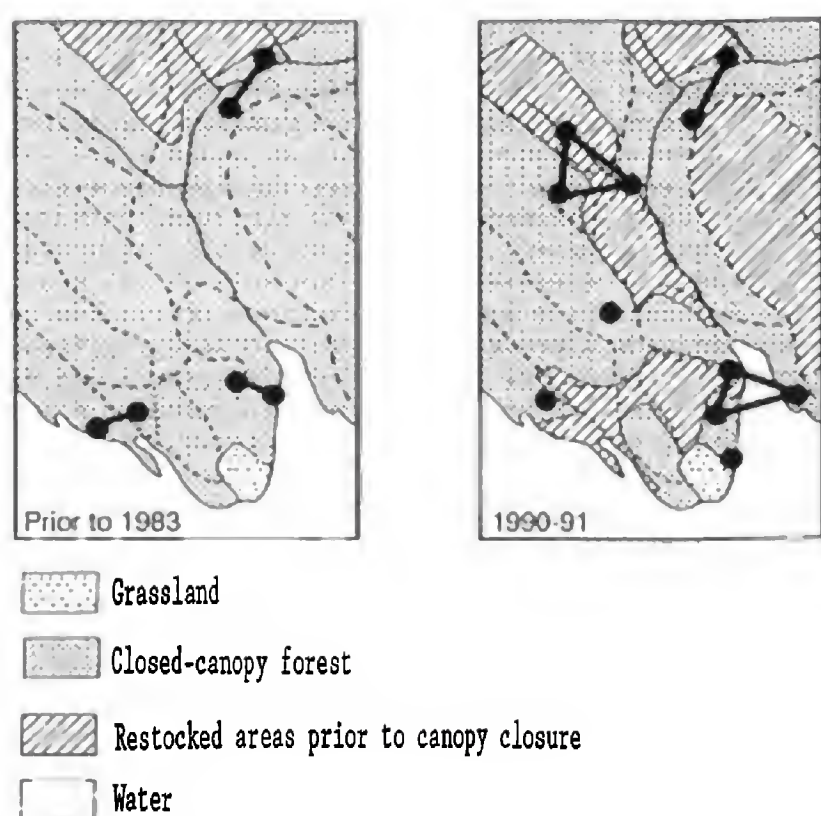 Prior to 1983
1990-91
Grassland
Closed-canopy forest
Restocked areas prior to canopy closure
Water